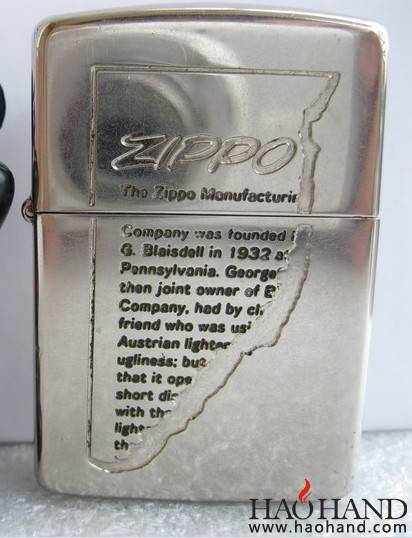 ZIPPO
The Zippo Manufacturin
Company was founded i
G. Blaisdell in 1932 a
Pennsylvania. George
then joint owner of B
Company, had by ch
friend who was usi
Austrian lighter
ugliness; bu
that it ope
short dis
with the
light
th
HAOHAND
www.haohand.com